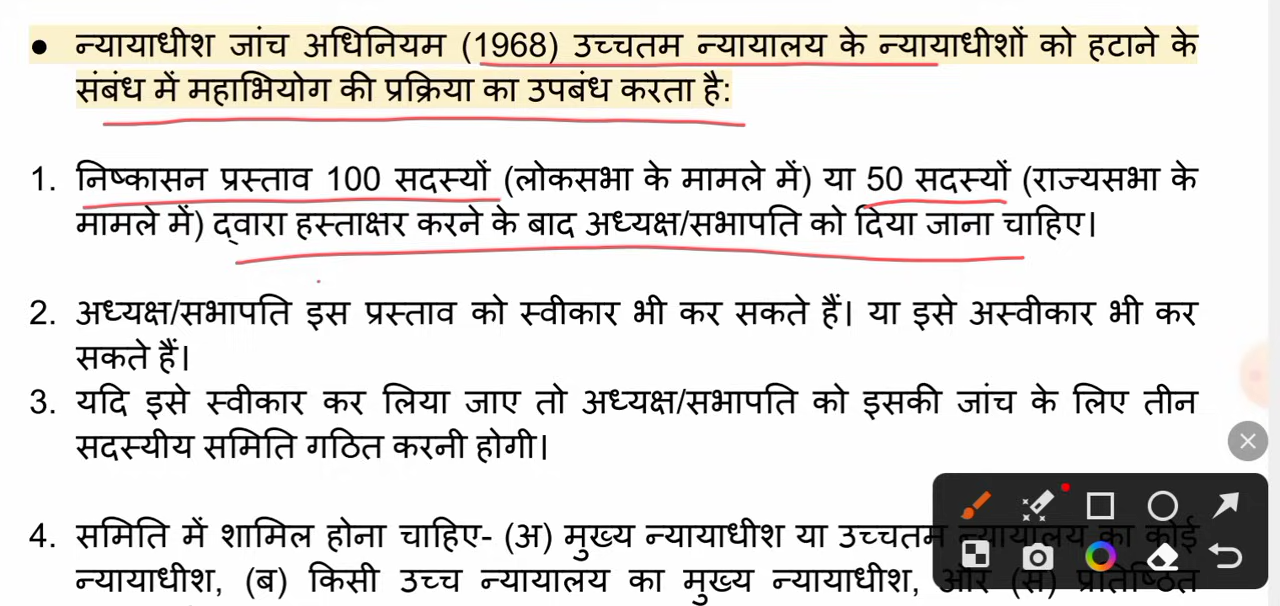 ● न्यायाधीश जांच अधिनियम (1968) उच्चतम न्यायालय के न्यायाधीशों को हटाने के
संबंध में महाभियोग की प्रक्रिया का उपबंध करता है:
1. निष्कासन प्रस्ताव 100 सदस्यों (लोकसभा के मामले में) या 50 सदस्यों (राज्यसभा के
मामले में) द्वारा हस्ताक्षर करने के बाद अध्यक्ष/सभापति को दिया जाना चाहिए।
2. अध्यक्ष/सभापति इस प्रस्ताव को स्वीकार भी कर सकते हैं। या इसे अस्वीकार भी कर
सकते हैं।
3. यदि इसे स्वीकार कर लिया जाए तो अध्यक्ष/सभापति को इसकी जांच के लिए तीन
सदस्यीय समिति गठित करनी होगी।
4. समिति में शामिल होना चाहिए- (अ) मुख्य न्यायाधीश या उच्चतम न्यायालय का कोई
न्यायाधीश, (ब) किसी उच्च न्यायालय का मुख्य न्यायाधीश, और (स) प्रतिष्ठित